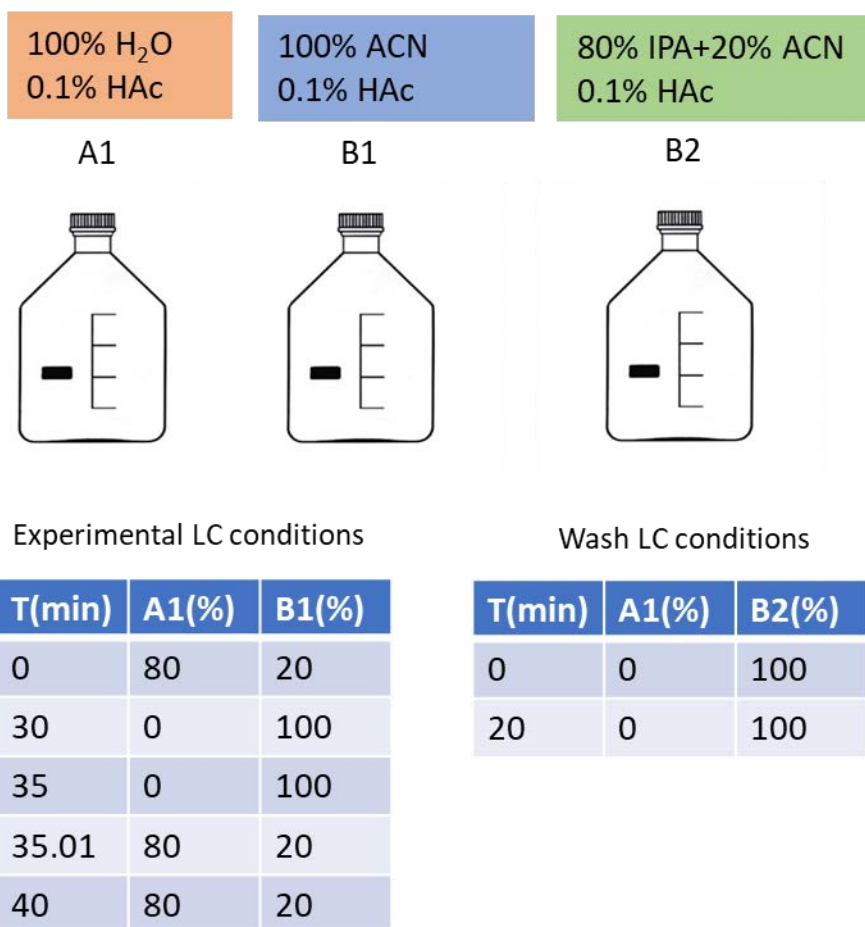 100% H₂O
0.1% HAc
100% ACN
0.1% HAc
80% IPA+20% ACN
0.1% HAc
A1
B1
B2
Experimental LC conditions
T(min) A1(%) B1(%)
0 80 20
30 0 100
35 0 100
35.01 80 20
40 80 20
Wash LC conditions
T(min) A1(%) B2(%)
0 0 100
20 0 100